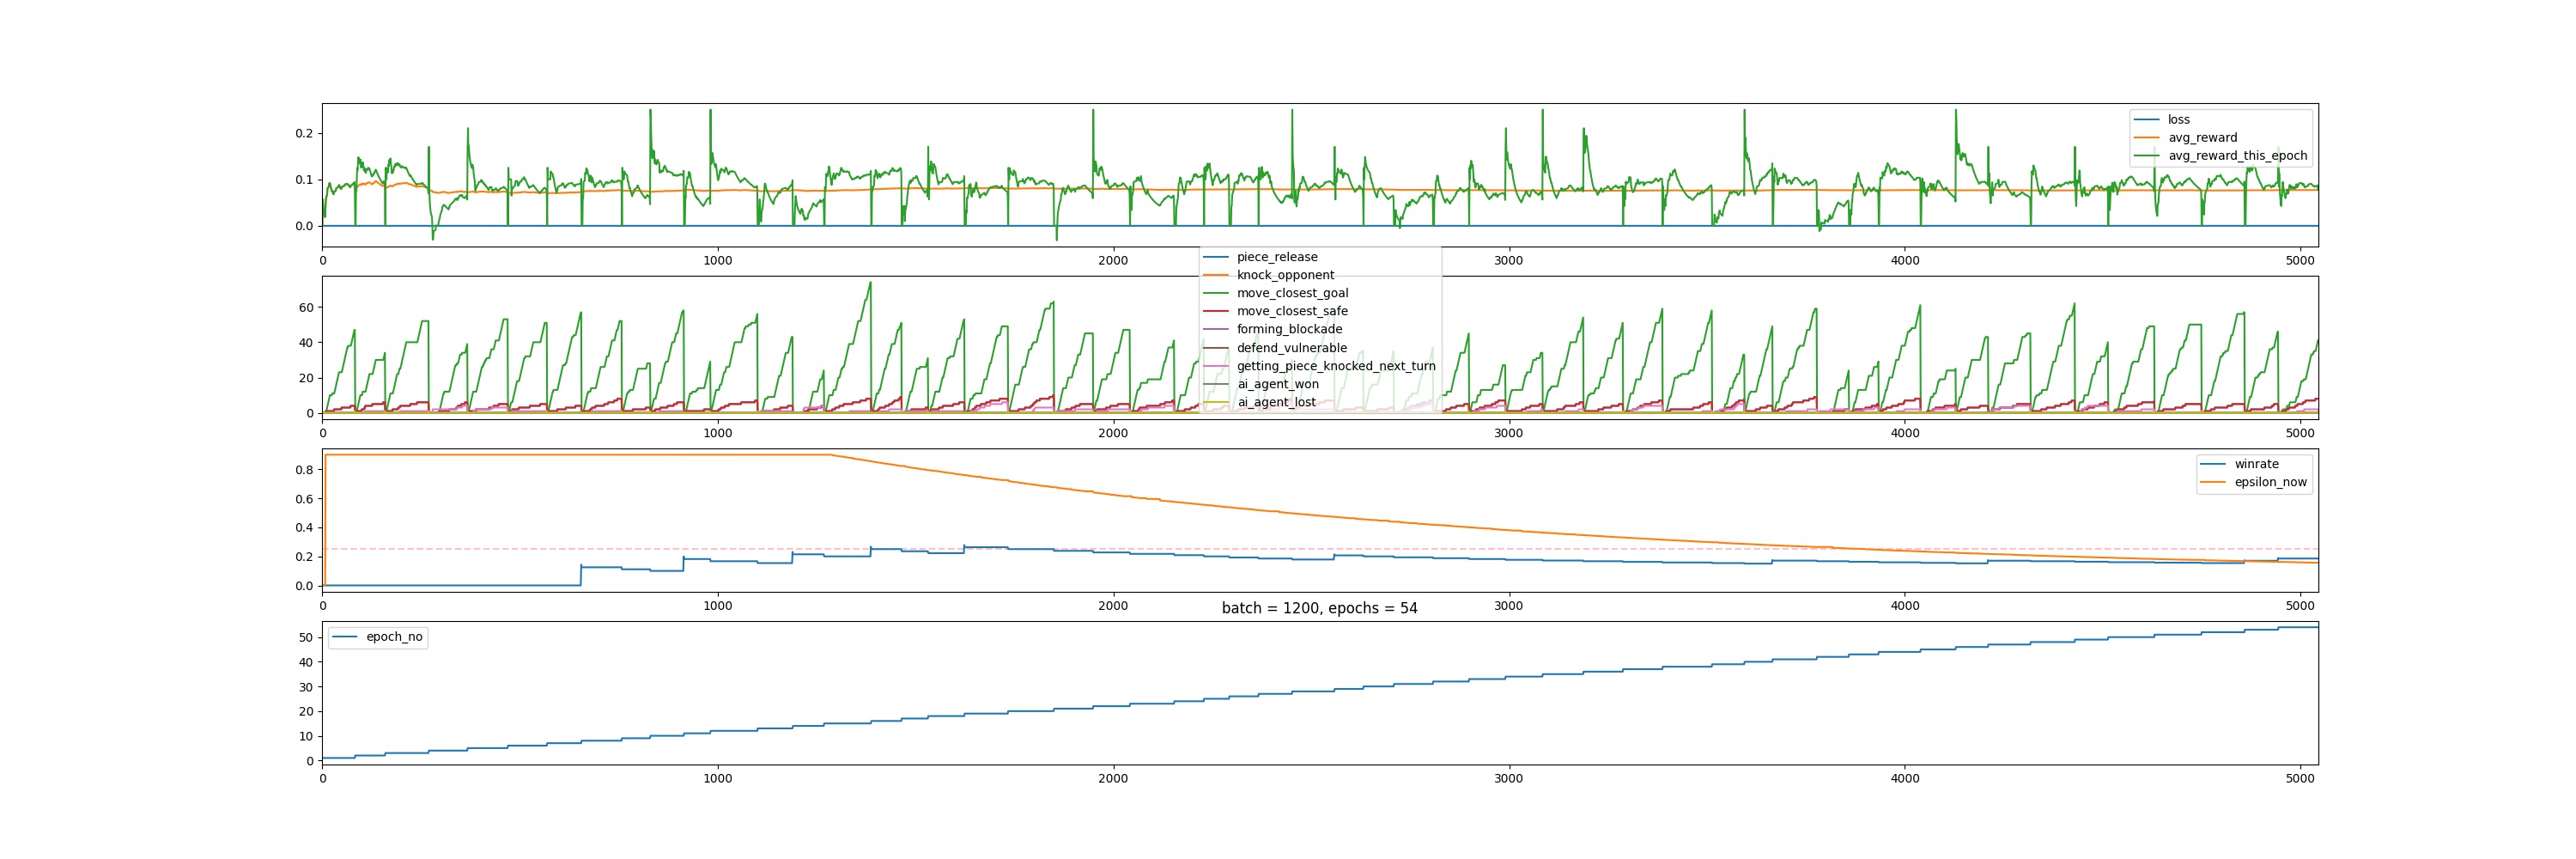 0.2
0.1
0.0
loss
avg_reward
avg_reward_this_epoch
0 1000 2000 3000 4000 5000
60
40
20
0
piece_release
knock_opponent
move_closest_goal
move_closest_safe
forming_blockade
defend_vulnerable
getting_piece_knocked_next_turn
ai_agent_won
ai_agent_lost
0 1000 2000 3000 4000 5000
0.8
0.6
0.4
0.2
0.0
winrate
epsilon_now
0 1000 2000 3000 4000 5000
batch = 1200, epochs = 54
50
40
30
20
10
0
epoch_no
0 1000 2000 3000 4000 5000